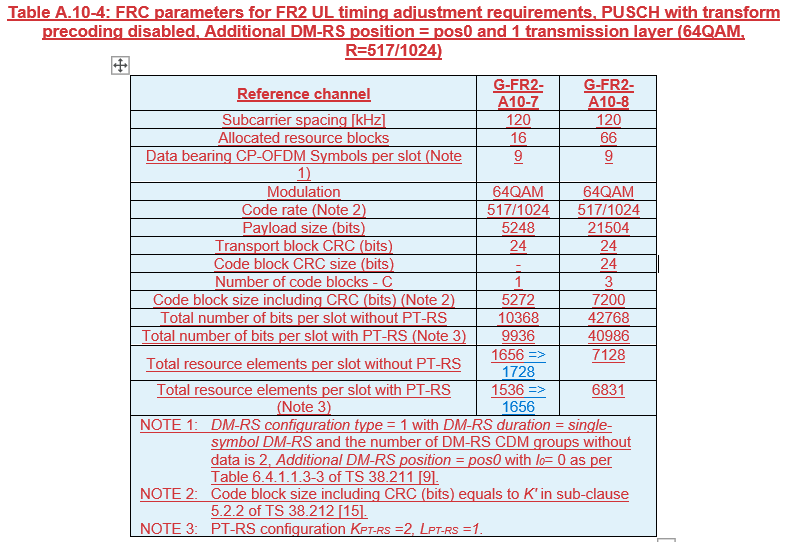 Table A.10-4: FRC parameters for FR2 UL timing adjustment requirements, PUSCH with transform
precoding disabled, Additional DM-RS position = pos0 and 1 transmission layer (64QAM,
R=517/1024)
Reference channel G-FR2-A10-7 G-FR2-A10-8
Subcarrier spacing [kHz] 120 120
Allocated resource blocks 16 66
Data bearing CP-OFDM Symbols per slot (Note 1) 9 9
Modulation 64QAM 64QAM
Code rate (Note 2) 517/1024 517/1024
Payload size (bits) 5248 21504
Transport block CRC (bits) 24 24
Code block CRC size (bits) - 24
Number of code blocks - C 1 3
Code block size including CRC (bits) (Note 2) 5272 7200
Total number of bits per slot without PT-RS 10368 42768
Total number of bits per slot with PT-RS (Note 3) 9936 40986
Total resource elements per slot without PT-RS 1656 => 1728 7128
Total resource elements per slot with PT-RS (Note 3) 1536 => 1656 6831
NOTE 1: DM-RS configuration type = 1 with DM-RS duration = single-
symbol DM-RS and the number of DM-RS CDM groups without
data is 2, Additional DM-RS position = pos0 with l0= 0 as per
Table 6.4.1.1.3-3 of TS 38.211 [9].
NOTE 2: Code block size including CRC (bits) equals to K' in sub-clause
5.2.2 of TS 38.212 [15].
NOTE 3: PT-RS configuration KPT-RS =2, LPT-RS =1.